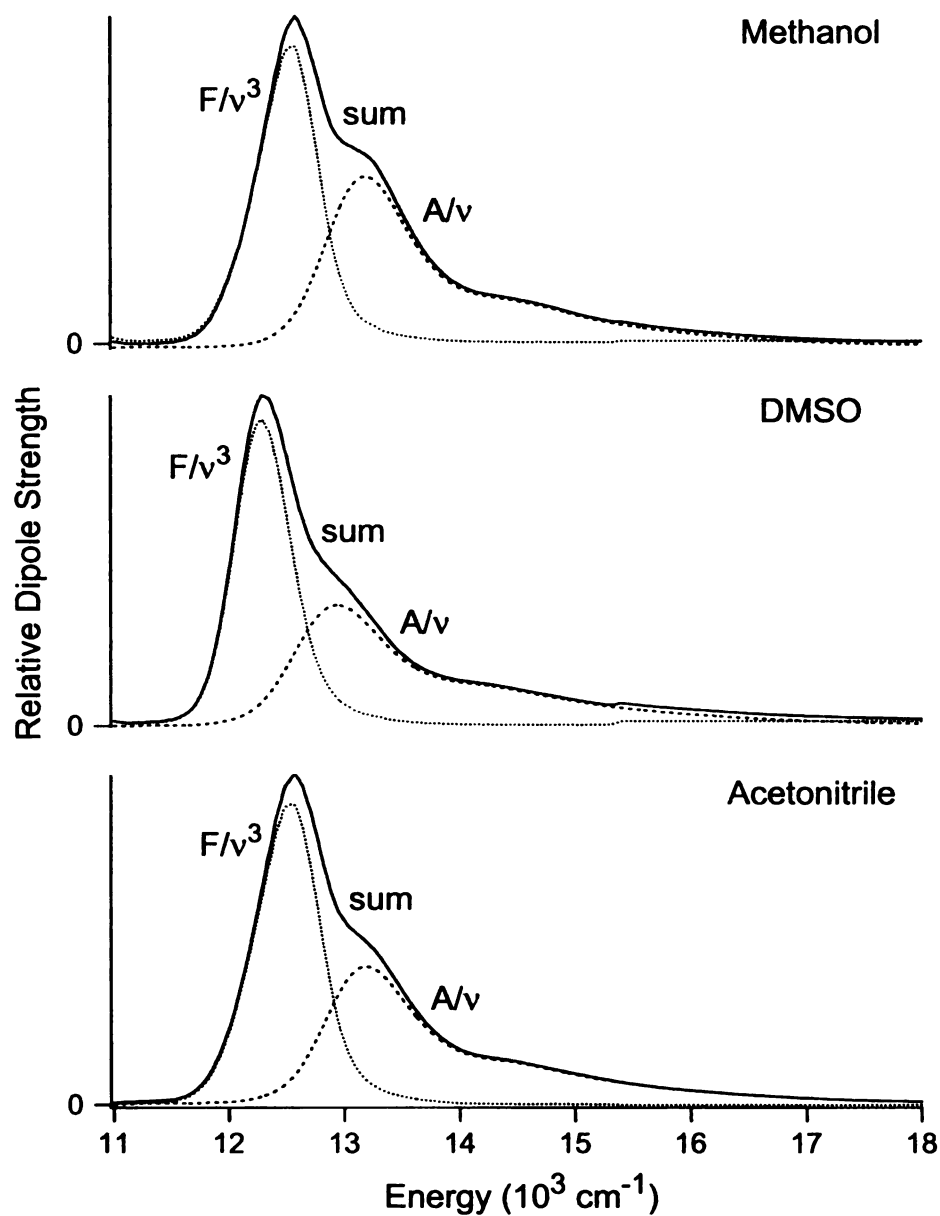 Methanol
F/ν³
sum
A/ν
0
DMSO
F/ν³
sum
A/ν
0
Relative Dipole Strength
Acetonitrile
F/ν³
sum
A/ν
0
11 12 13 14 15 16 17 18
Energy (10³ cm⁻¹)